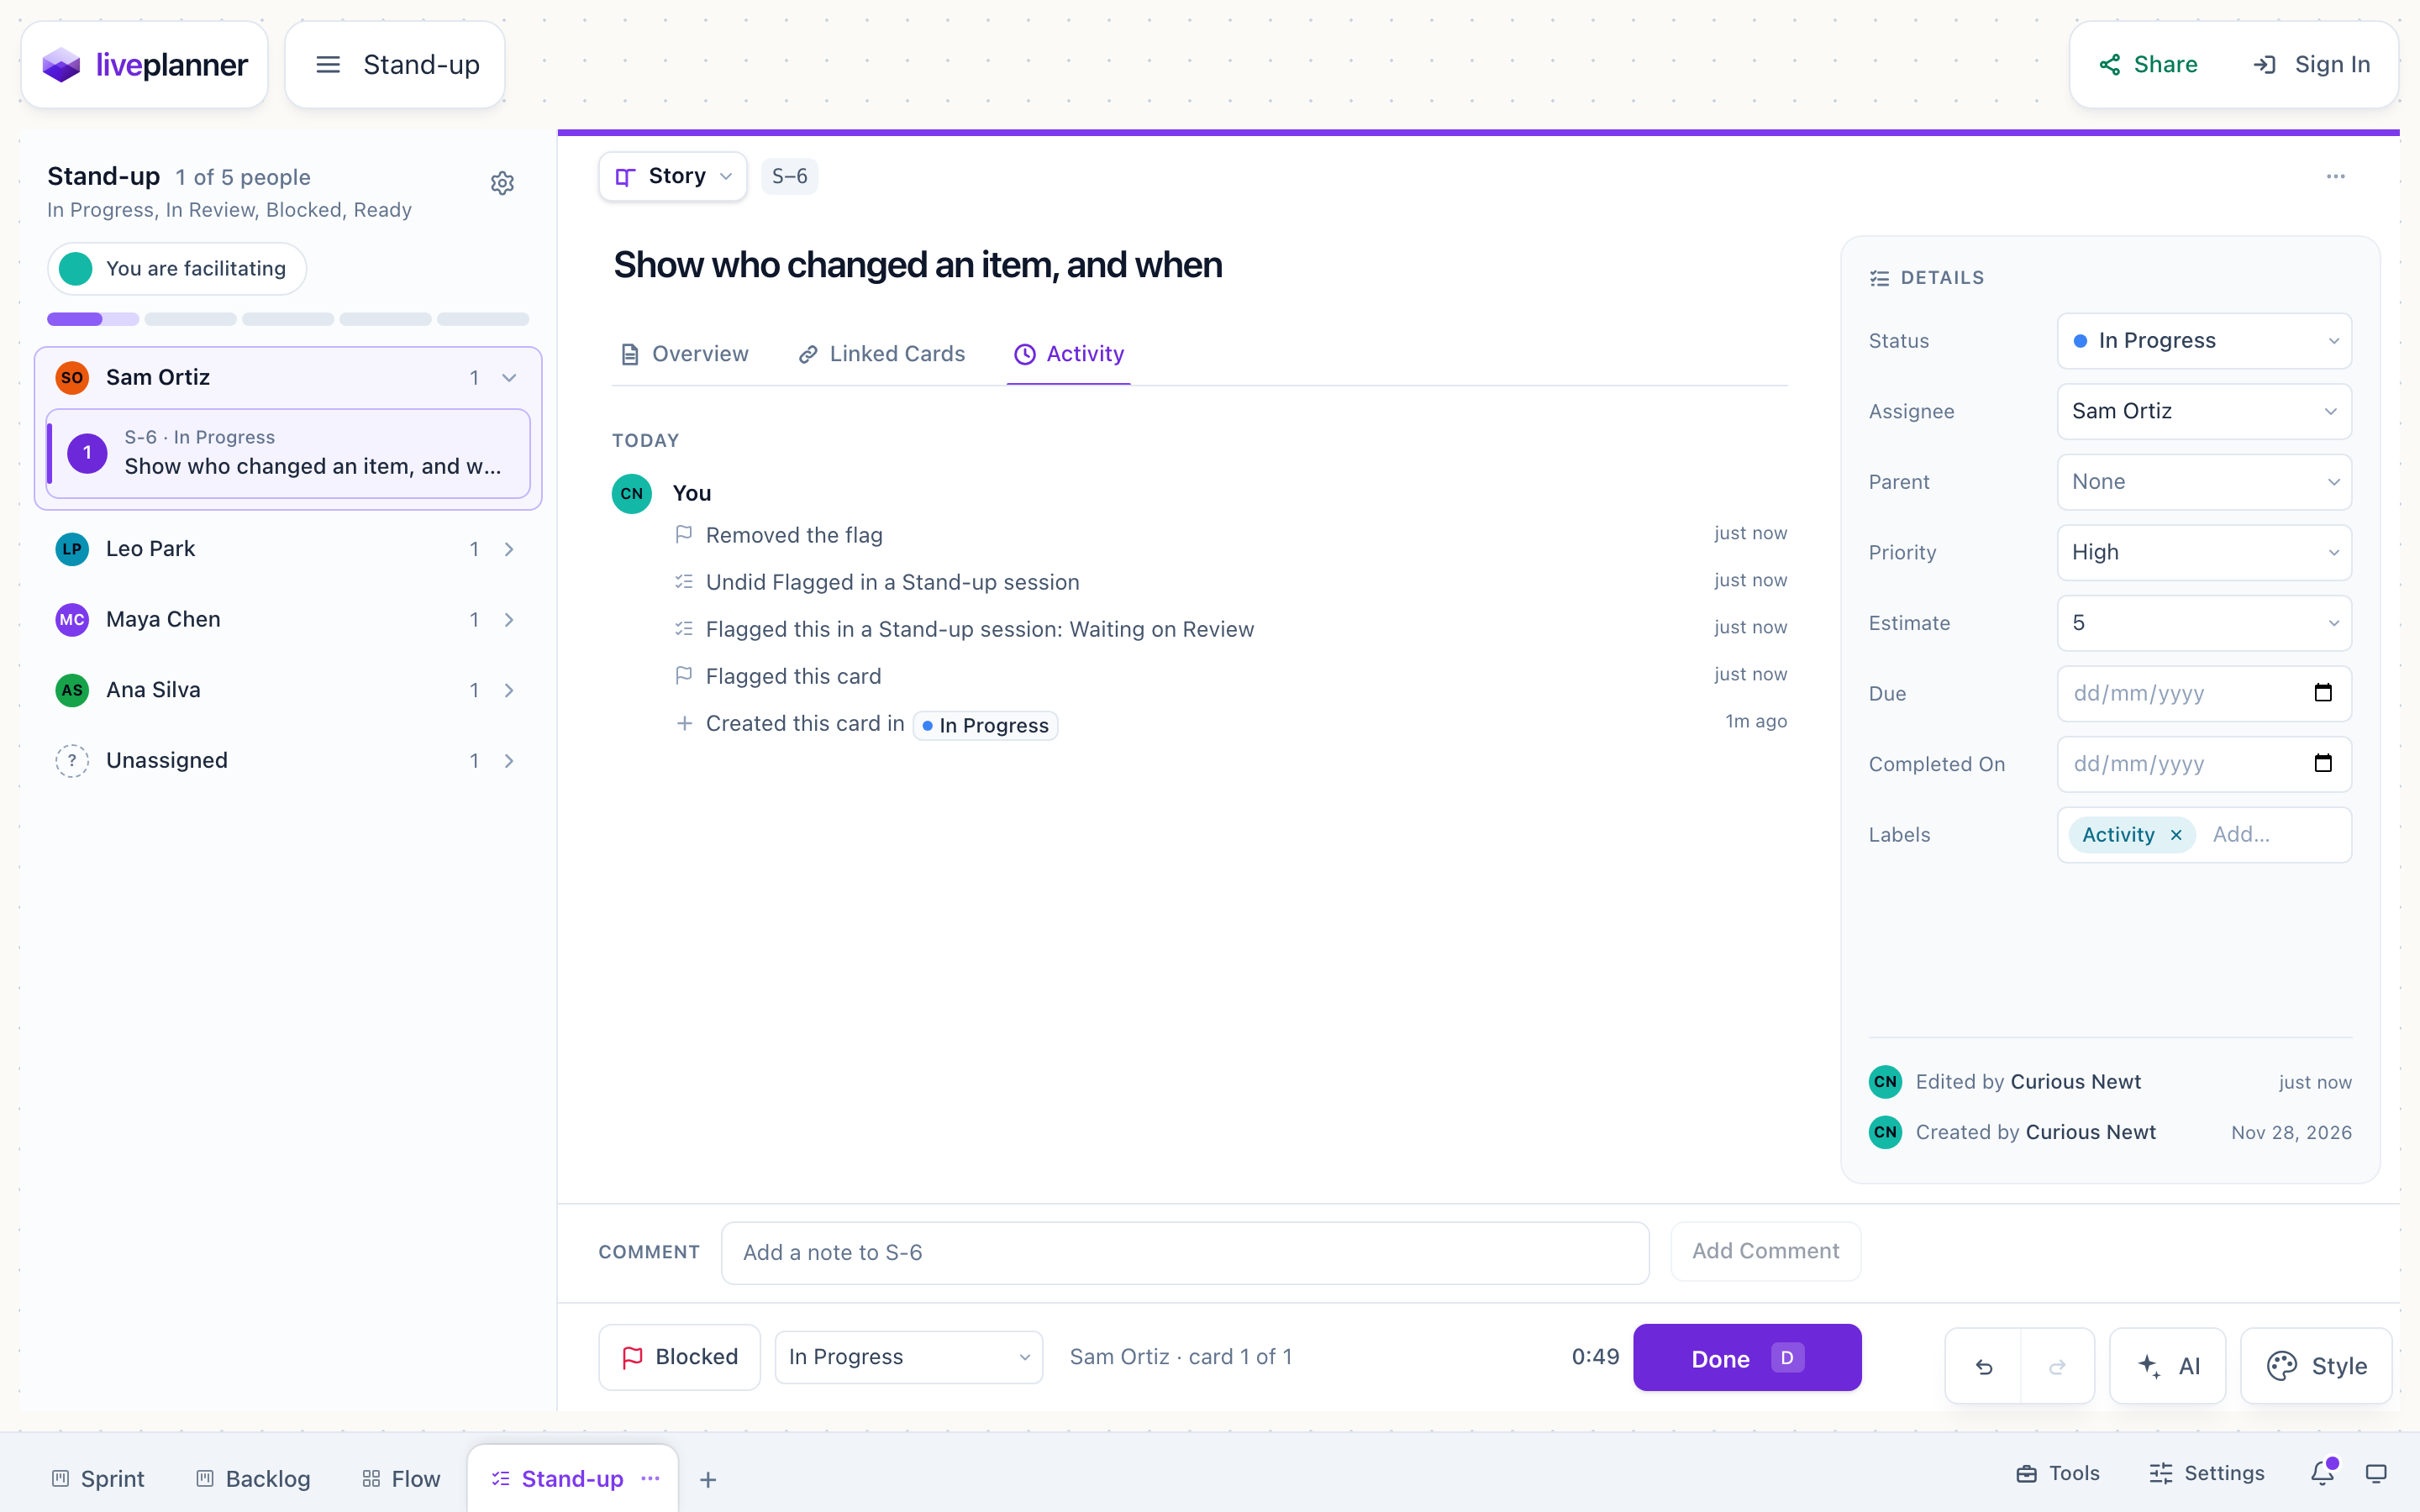 liveplanner
Stand-up
Share
Sign In
Stand-up 1 of 5 people
In Progress, In Review, Blocked, Ready
You are facilitating
SO Sam Ortiz 1
1
S-6 · In Progress
Show who changed an item, and w...
LP Leo Park 1
MC Maya Chen 1
AS Ana Silva 1
? Unassigned 1
Story S-6
Show who changed an item, and when
Overview Linked Cards Activity
TODAY
CN You
Removed the flag just now
Undid Flagged in a Stand-up session just now
Flagged this in a Stand-up session: Waiting on Review just now
Flagged this card just now
Created this card in In Progress 1m ago
DETAILS
Status In Progress
Assignee Sam Ortiz
Parent None
Priority High
Estimate 5
Due dd/mm/yyyy
Completed On dd/mm/yyyy
Labels Activity × Add...
CN Edited by Curious Newt just now
CN Created by Curious Newt Nov 28, 2026
COMMENT Add a note to S-6 Add Comment
Blocked In Progress Sam Ortiz · card 1 of 1 0:49 Done D
AI Style
Sprint Backlog Flow Stand-up
Tools Settings